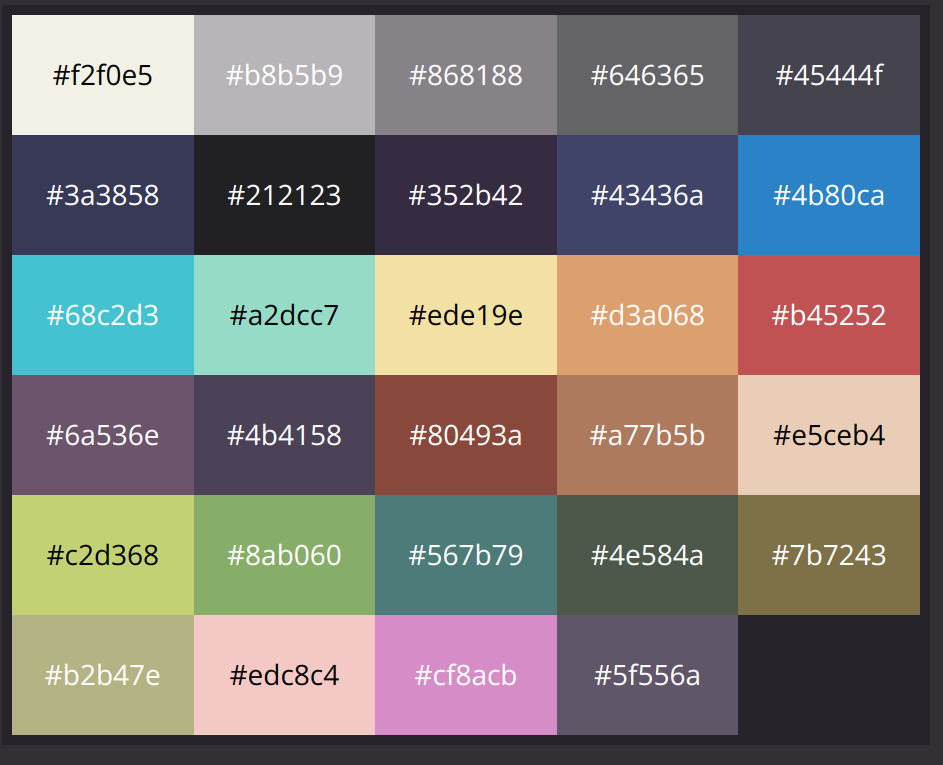 #f2f0e5 #b8b5b9 #868188 #646365 #45444f
#3a3858 #212123 #352b42 #43436a #4b80ca
#68c2d3 #a2dcc7 #ede19e #d3a068 #b45252
#6a536e #4b4158 #80493a #a77b5b #e5ceb4
#c2d368 #8ab060 #567b79 #4e584a #7b7243
#b2b47e #edc8c4 #cf8acb #5f556a